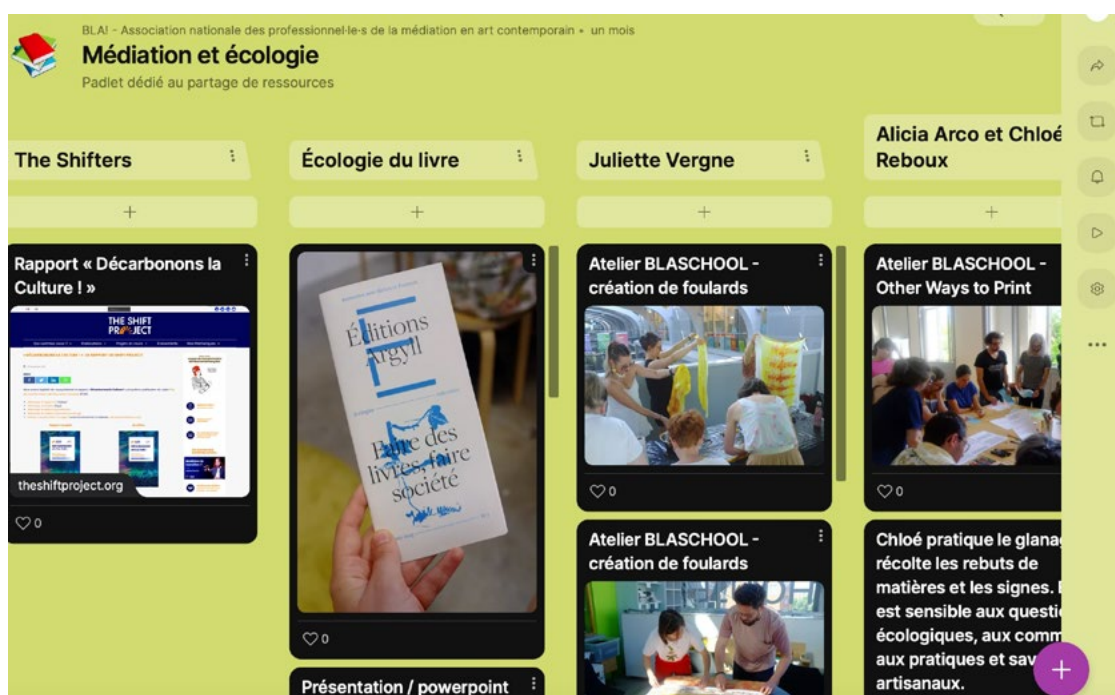 BLA! - Association nationale des professionnel·le·s de la médiation en art contemporain • un mois
Médiation et écologie
Padlet dédié au partage de ressources
The Shifters
Écologie du livre
Juliette Vergne
Alicia Arco et Chloé
Reboux
Rapport « Décarbonons la
Culture ! »
THE SHIFT
PROJECT
theshiftproject.org
0
Éditions
Argyll
Faire des
livres, faire
société
0
Présentation / powerpoint
Atelier BLASCHOOL -
création de foulards
0
Atelier BLASCHOOL -
création de foulards
Atelier BLASCHOOL -
Other Ways to Print
0
Chloé pratique le glana
récolte les rebuts de
matières et les signes.
est sensible aux questi
écologiques, aux comm
aux pratiques et sav
artisanaux.